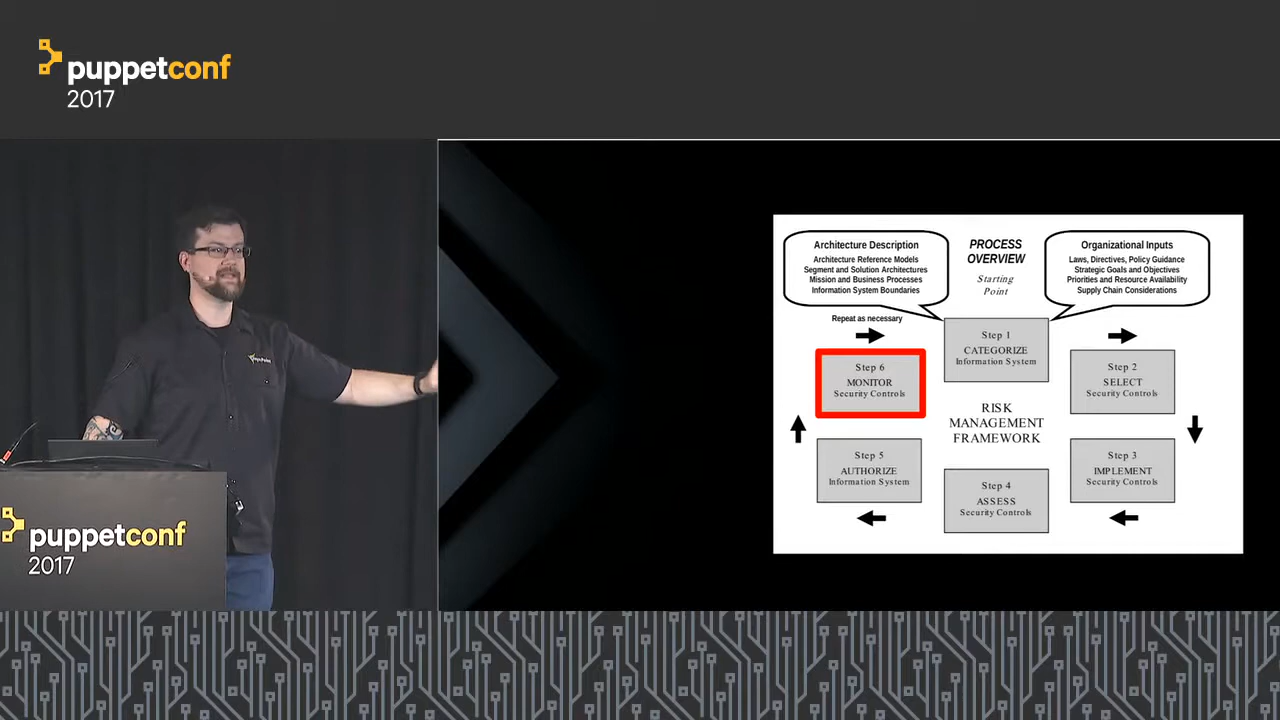 puppetconf
2017
Architecture Description
Architecture Reference Models
Segment and Solution Architectures
Mission and Business Processes
Information System Boundaries
PROCESS
OVERVIEW
Starting
Point
Organizational Inputs
Laws, Directives, Policy Guidance
Strategic Goals and Objectives
Priorities and Resource Availability
Supply Chain Considerations
Repeat as necessary
Step 1
CATEGORIZE
Information System
Step 6
MONITOR
Security Controls
Step 2
SELECT
Security Controls
RISK
MANAGEMENT
FRAMEWORK
Step 5
AUTHORIZE
Information System
Step 3
IMPLEMENT
Security Controls
Step 4
ASSESS
Security Controls
puppetconf
2017